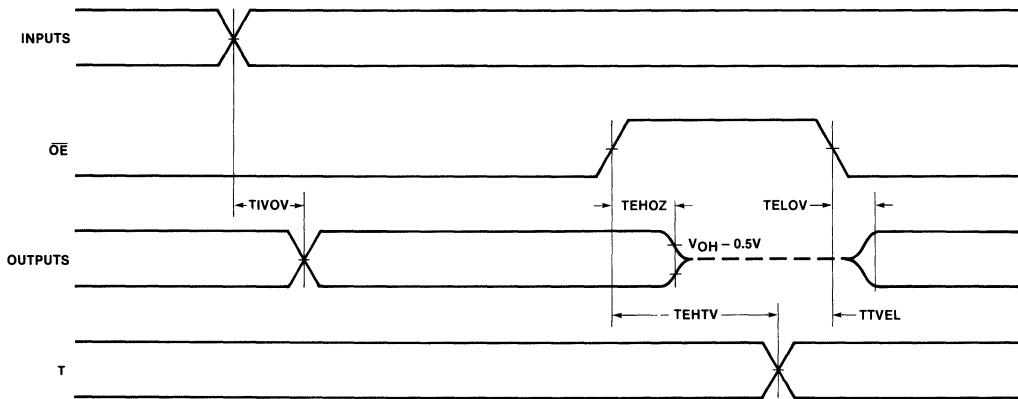 INPUTS
OE
TIVOV
TEHOZ
TELOV
VOH – 0.5V
OUTPUTS
TEHTV
TTVEL
T